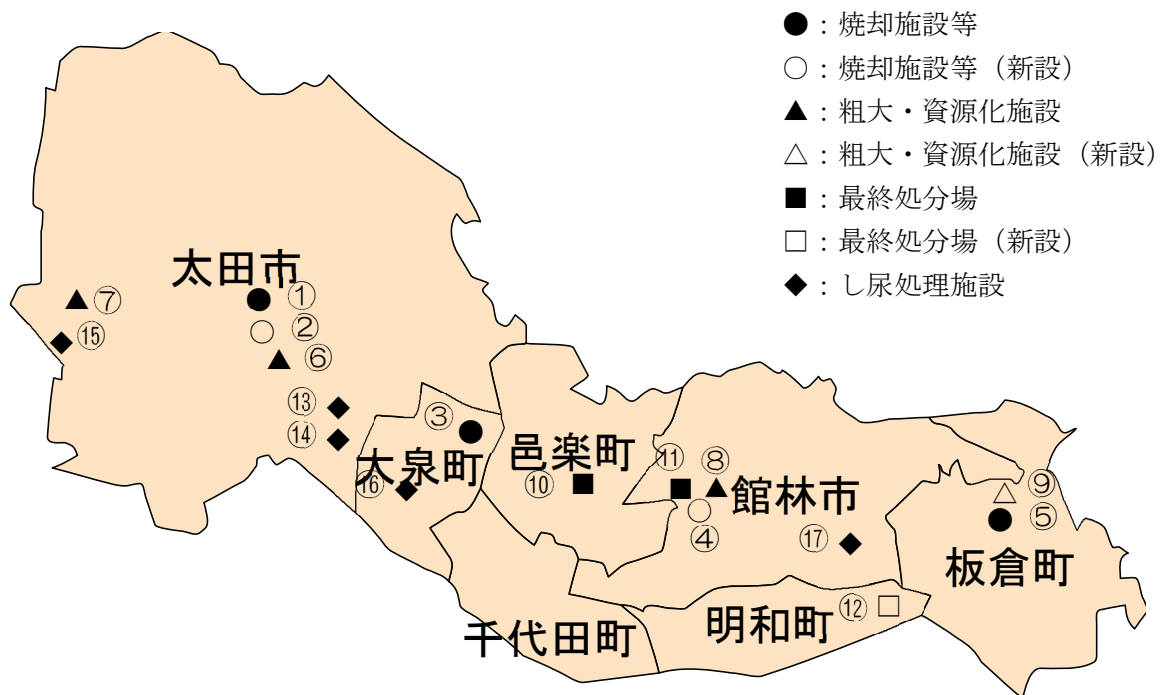 ●：焼却施設等
○：焼却施設等（新設）
▲：粗大・資源化施設
△：粗大・資源化施設（新設）
■：最終処分場
□：最終処分場（新設）
◆：し尿処理施設
太田市
①
⑦
②
⑮
⑥
⑬
⑭
③
大泉町
⑯
邑楽町
⑩
⑪
⑧
館林市
④
⑰
⑨
⑤
板倉町
千代田町
明和町
⑫